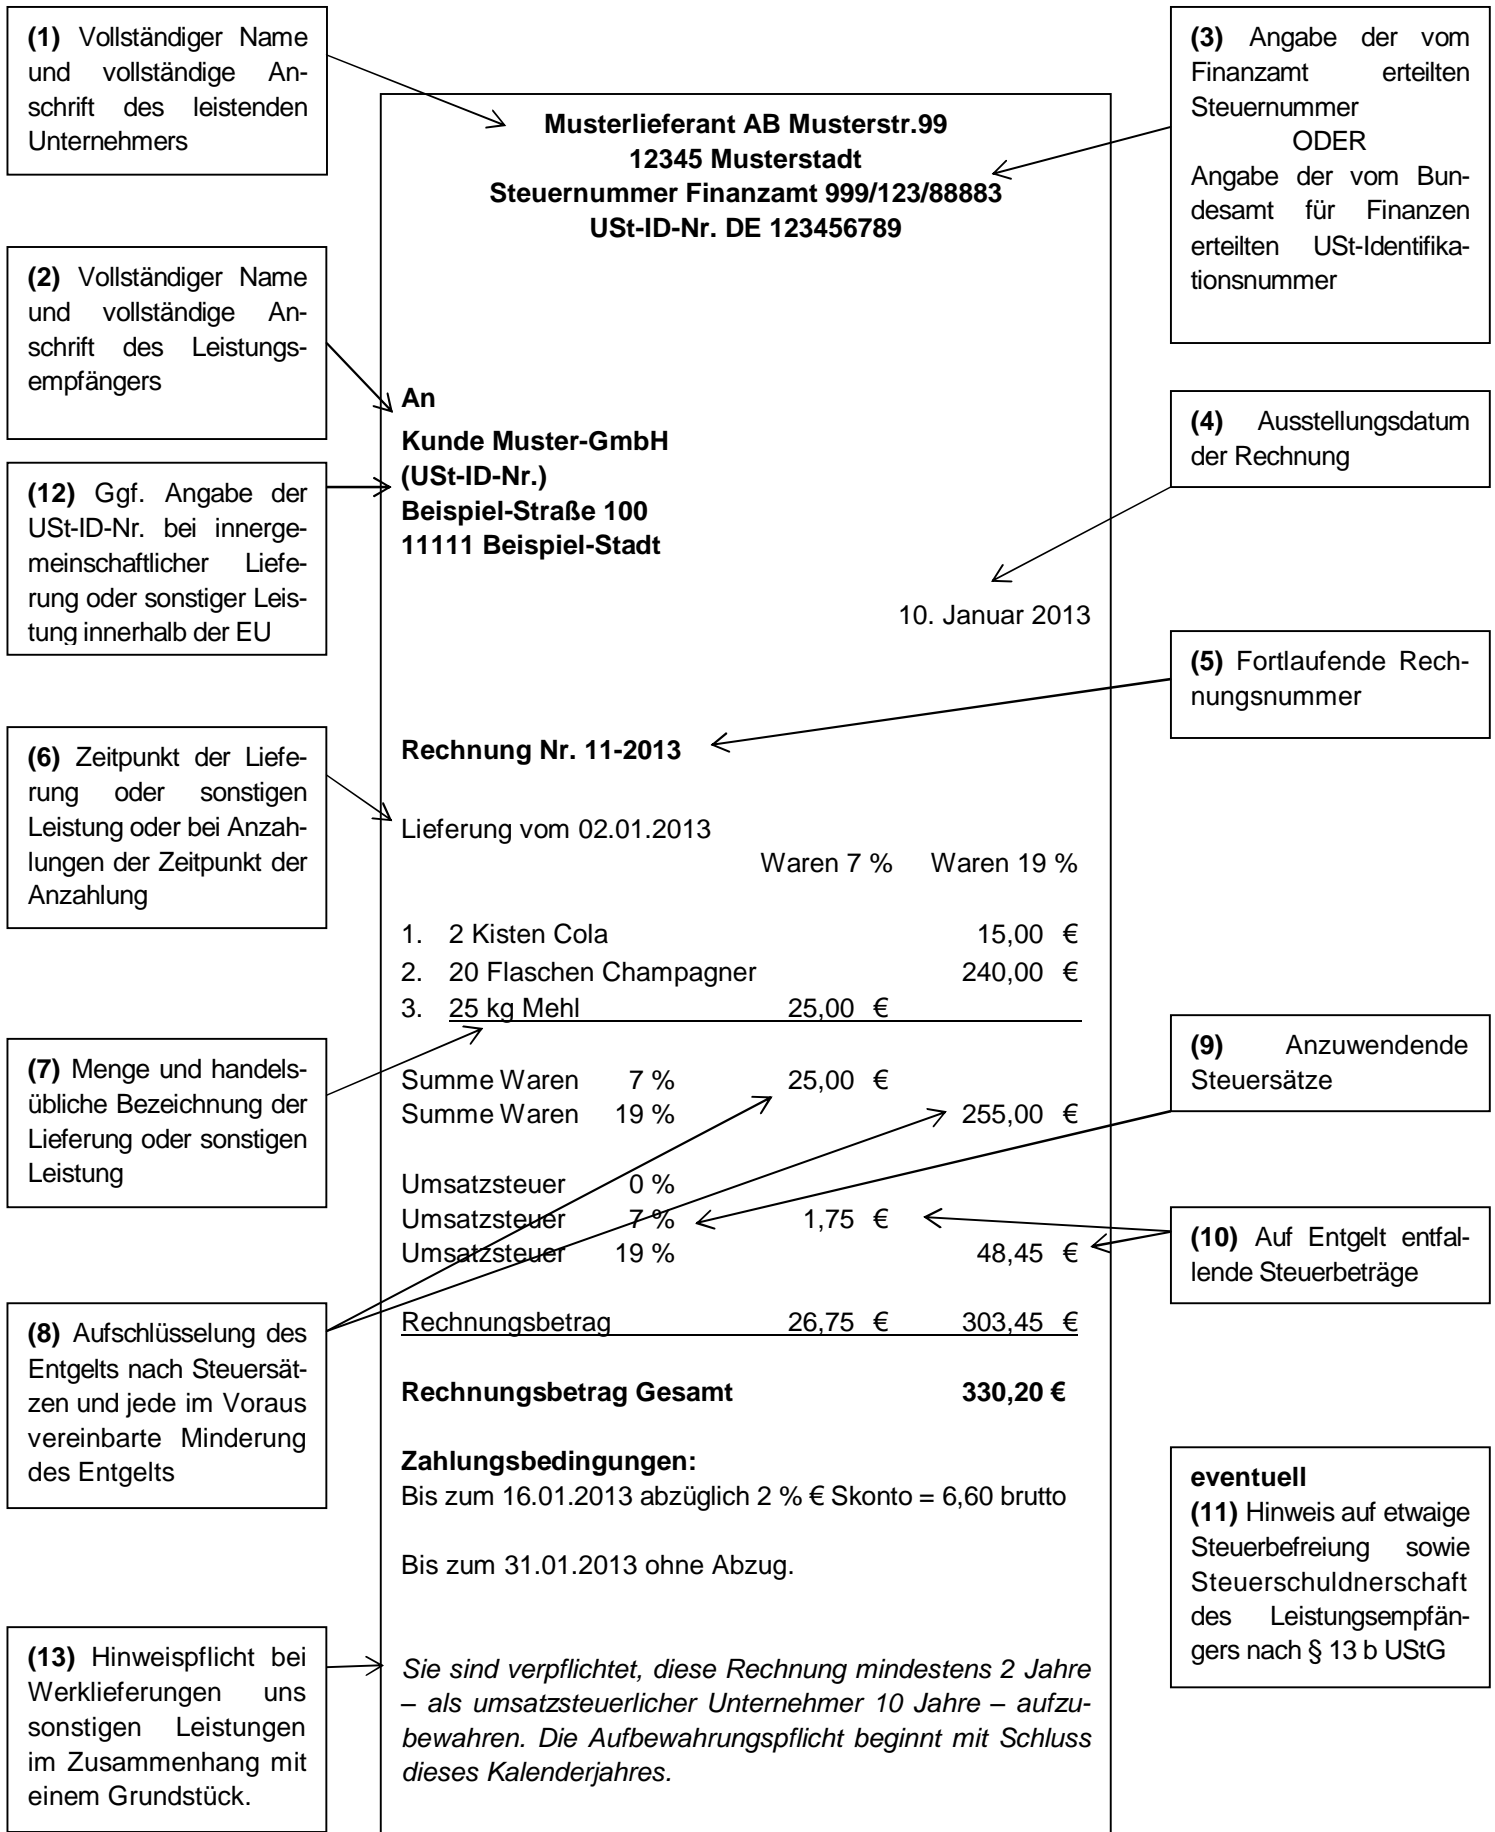 (1) Vollständiger Name
und vollständige An-
schrift des leistenden
Unternehmers
(3) Angabe der vom
Finanzamt erteilten
Steuernummer
ODER
Angabe der vom Bun-
desamt für Finanzen
erteilten USt-Identifika-
tionsnummer
Musterlieferant AB Musterstr.99
12345 Musterstadt
Steuernummer Finanzamt 999/123/88883
USt-ID-Nr. DE 123456789
(2) Vollständiger Name
und vollständige An-
schrift des Leistungs-
empfängers
An
Kunde Muster-GmbH
(USt-ID-Nr.)
Beispiel-Straße 100
11111 Beispiel-Stadt
(4) Ausstellungsdatum
der Rechnung
(12) Ggf. Angabe der
USt-ID-Nr. bei innerge-
meinschaftlicher Liefe-
rung oder sonstiger Leis-
tung innerhalb der EU
10. Januar 2013
(5) Fortlaufende Rech-
nungsnummer
Rechnung Nr. 11-2013
(6) Zeitpunkt der Liefe-
rung oder sonstigen
Leistung oder bei Anzah-
lungen der Zeitpunkt der
Anzahlung
Lieferung vom 02.01.2013
Waren 7 % Waren 19 %
1. 2 Kisten Cola 15,00 €
2. 20 Flaschen Champagner 240,00 €
3. 25 kg Mehl 25,00 €
(7) Menge und handels-
übliche Bezeichnung der
Lieferung oder sonstigen
Leistung
(9) Anzuwendende
Steuersätze
Summe Waren 7 % 25,00 €
Summe Waren 19 % 255,00 €
Umsatzsteuer 0 %
Umsatzsteuer 7 % 1,75 €
Umsatzsteuer 19 % 48,45 €
(10) Auf Entgelt entfal-
lende Steuerbeträge
(8) Aufschlüsselung des
Entgelts nach Steuersät-
zen und jede im Voraus
vereinbarte Minderung
des Entgelts
Rechnungsbetrag 26,75 € 303,45 €
Rechnungsbetrag Gesamt 330,20 €
Zahlungsbedingungen:
Bis zum 16.01.2013 abzüglich 2 % € Skonto = 6,60 brutto
Bis zum 31.01.2013 ohne Abzug.
eventuell
(11) Hinweis auf etwaige
Steuerbefreiung sowie
Steuerschuldnerschaft
des Leistungsempfän-
gers nach § 13 b UStG
(13) Hinweispflicht bei
Werklieferungen uns
sonstigen Leistungen
im Zusammenhang mit
einem Grundstück.
Sie sind verpflichtet, diese Rechnung mindestens 2 Jahre
– als umsatzsteuerlicher Unternehmer 10 Jahre – aufzu-
bewahren. Die Aufbewahrungspflicht beginnt mit Schluss
dieses Kalenderjahres.